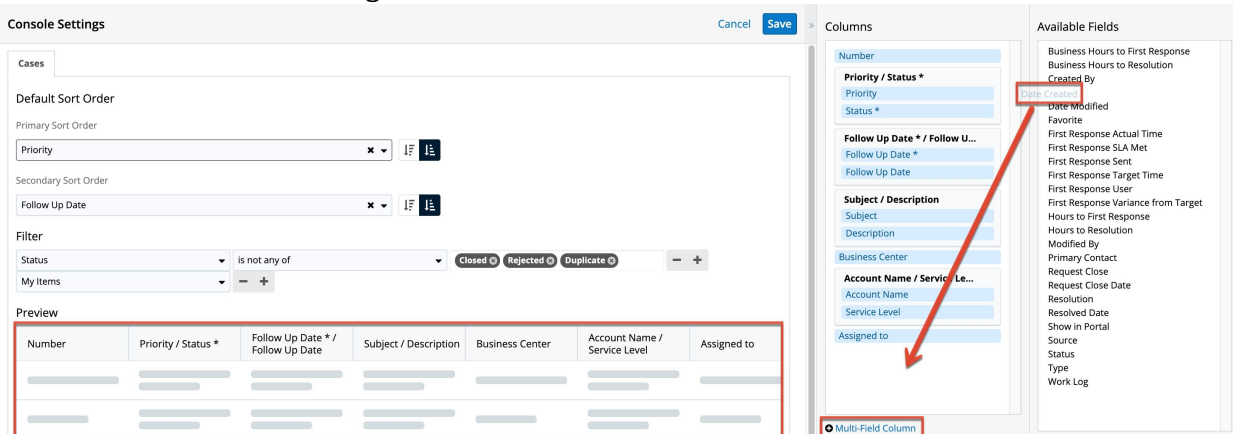 Console Settings
Cancel
Save
»
Cases
Default Sort Order
Primary Sort Order
Priority
Secondary Sort Order
Follow Up Date
Filter
Status
is not any of
Closed
Rejected
Duplicate
My Items
Preview
Number
Priority / Status *
Follow Up Date * /
Follow Up Date
Subject / Description
Business Center
Account Name /
Service Level
Assigned to
Columns
Number
Priority / Status *
Priority
Status *
Follow Up Date * / Follow U...
Follow Up Date *
Follow Up Date
Subject / Description
Subject
Description
Business Center
Account Name / Service Le...
Account Name
Service Level
Assigned to
Multi-Field Column
Available Fields
Business Hours to First Response
Business Hours to Resolution
Created By
Date Created
Date Modified
Favorite
First Response Actual Time
First Response SLA Met
First Response Sent
First Response Target Time
First Response User
First Response Variance from Target
Hours to First Response
Hours to Resolution
Modified By
Primary Contact
Request Close
Request Close Date
Resolution
Resolved Date
Show in Portal
Source
Status
Type
Work Log